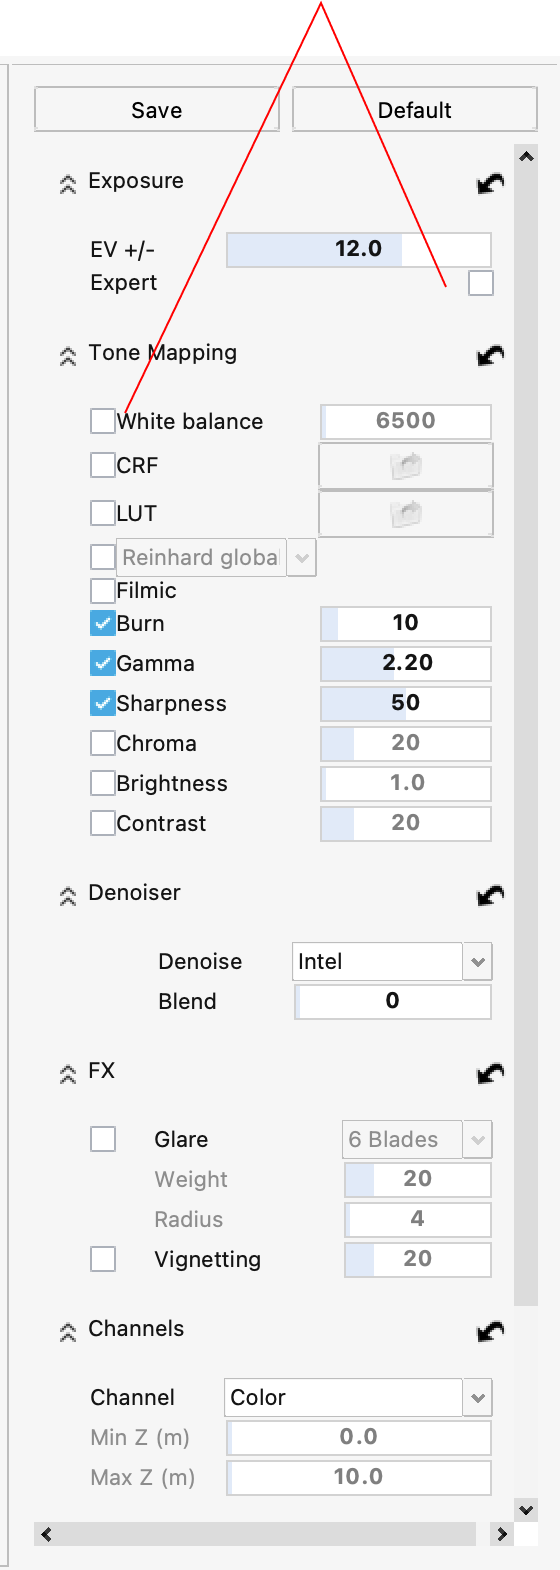 Save Default
Exposure
EV +/- 12.0
Expert
Tone Mapping
White balance 6500
CRF
LUT
Reinhard globa
Filmic
Burn 10
Gamma 2.20
Sharpness 50
Chroma 20
Brightness 1.0
Contrast 20
Denoiser
Denoise Intel
Blend 0
FX
Glare 6 Blades
Weight 20
Radius 4
Vignetting 20
Channels
Channel Color
Min Z (m) 0.0
Max Z (m) 10.0